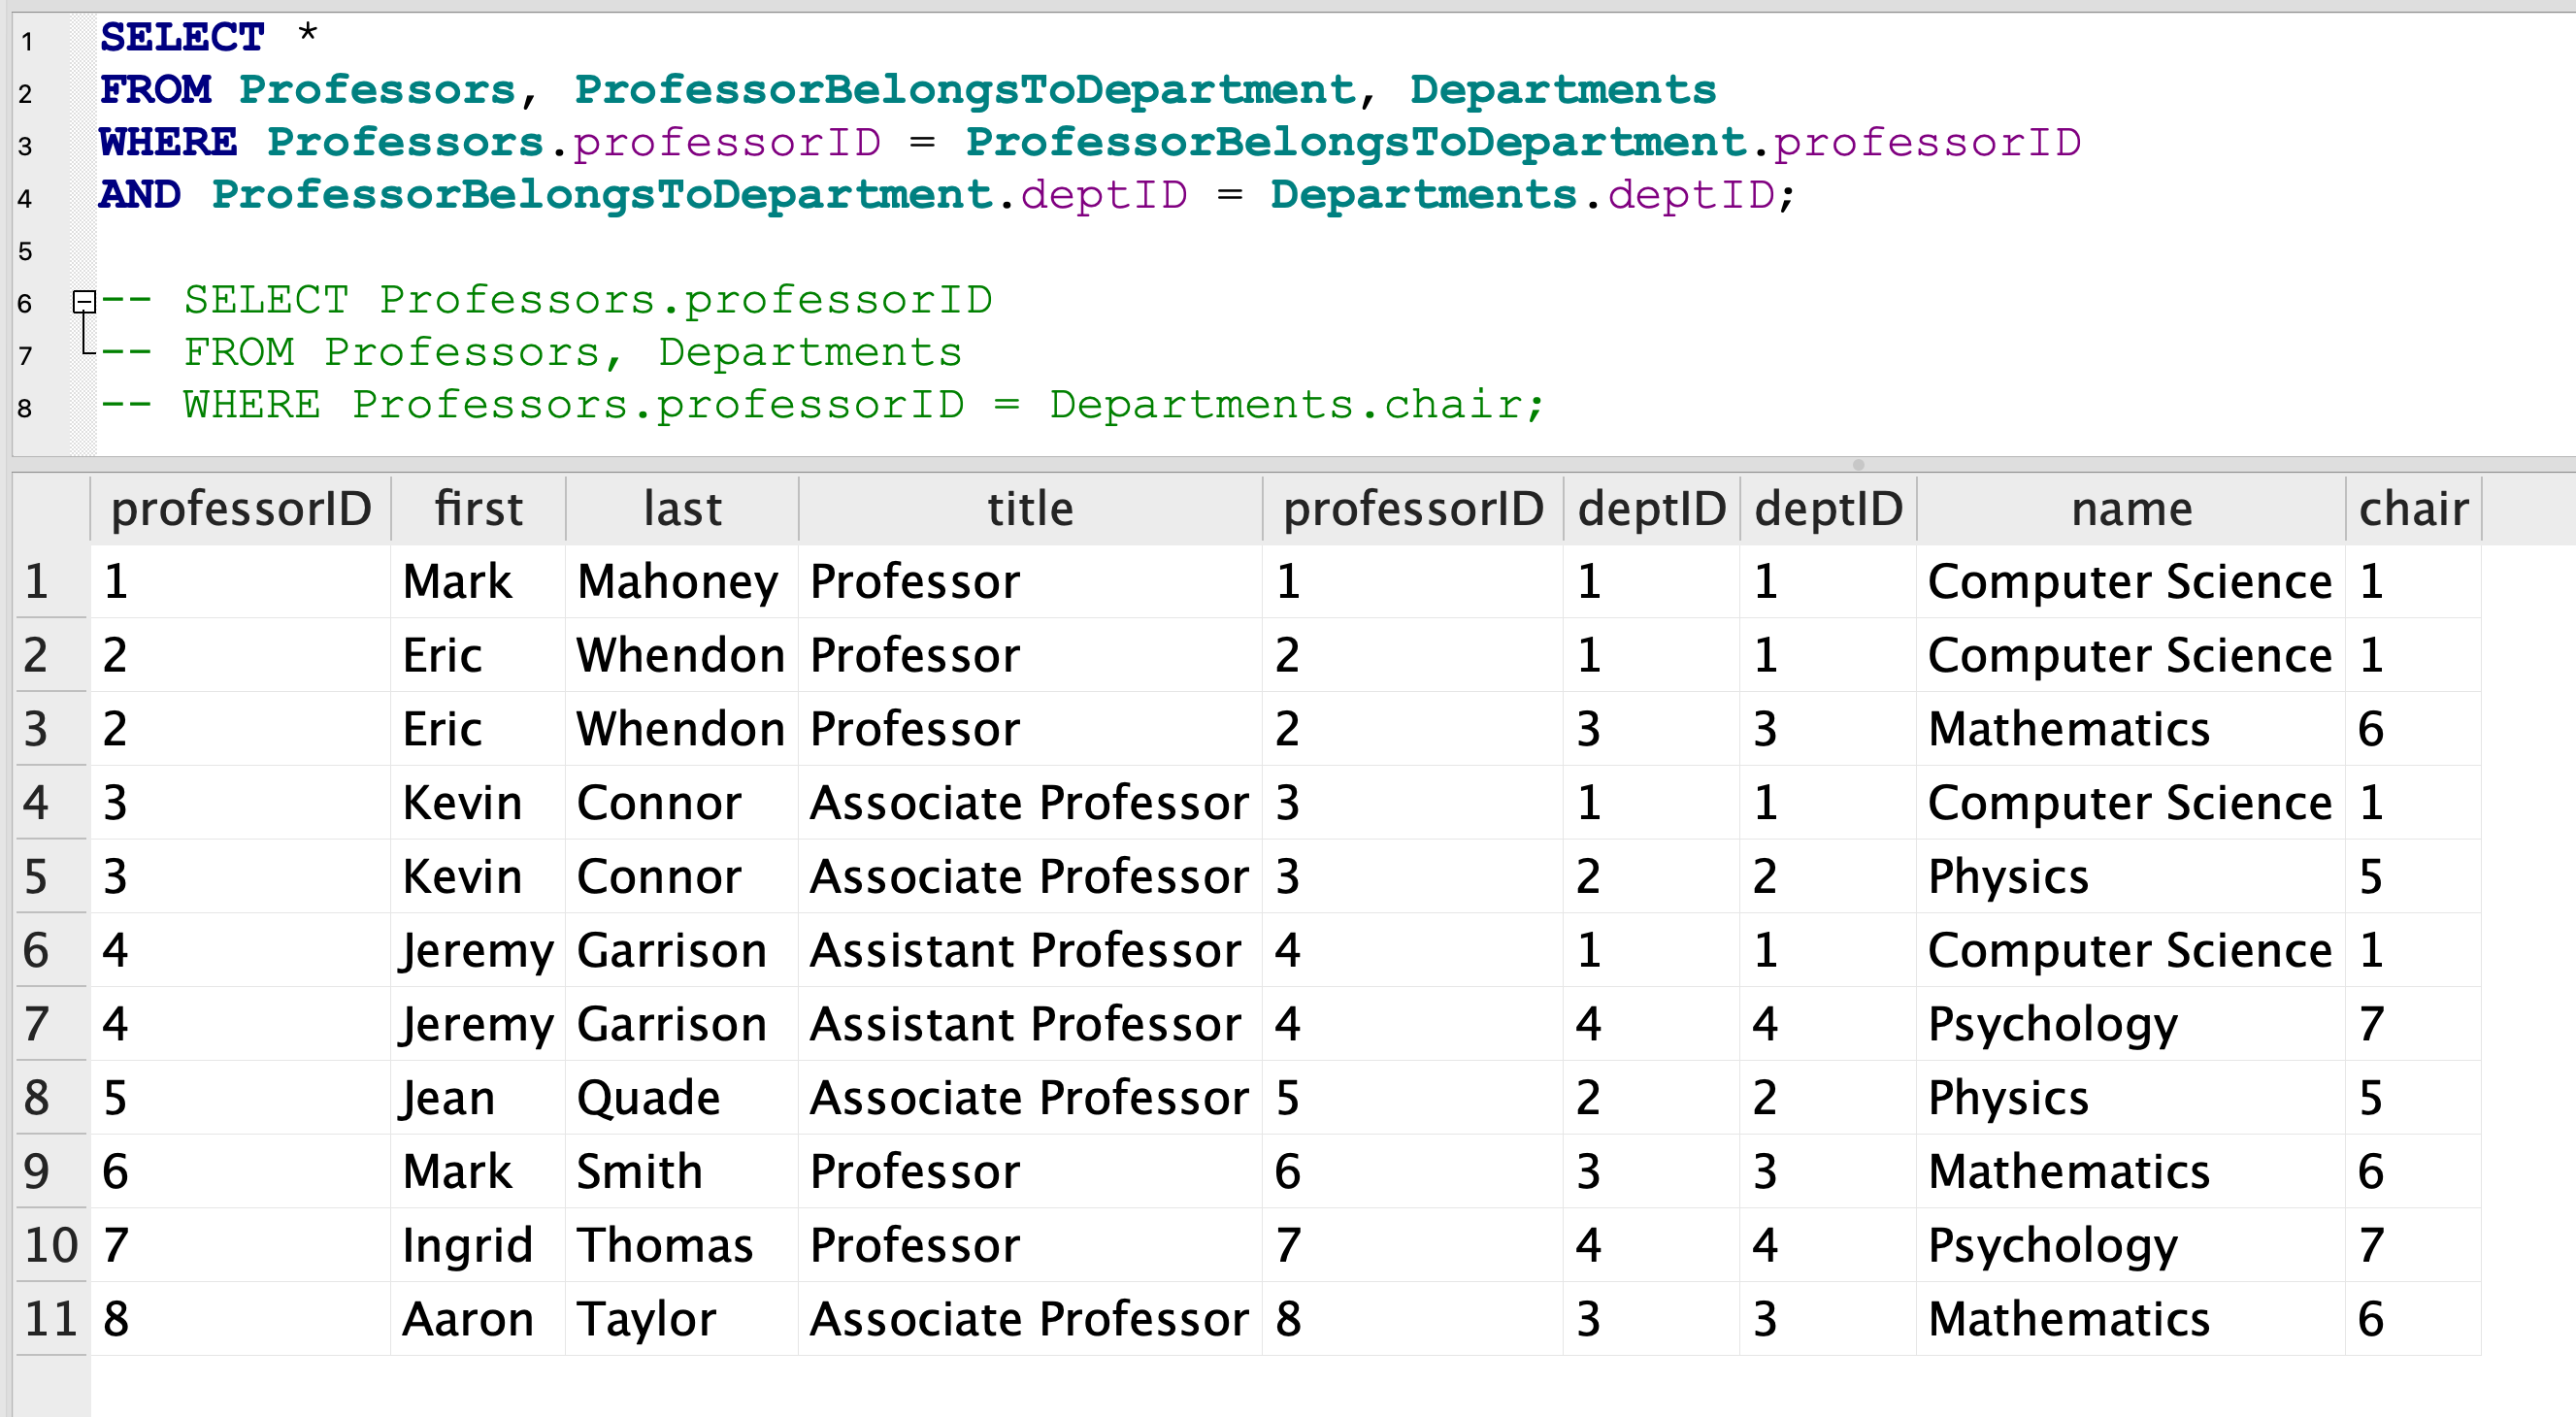 1 SELECT *
2 FROM Professors, ProfessorBelongsToDepartment, Departments
3 WHERE Professors.professorID = ProfessorBelongsToDepartment.professorID
4 AND ProfessorBelongsToDepartment.deptID = Departments.deptID;
5
6 -- SELECT Professors.professorID
7 -- FROM Professors, Departments
8 -- WHERE Professors.professorID = Departments.chair;
professorID first last title professorID deptID deptID name chair
1 1 Mark Mahoney Professor 1 1 1 Computer Science 1
2 2 Eric Whendon Professor 2 1 1 Computer Science 1
3 2 Eric Whendon Professor 2 3 3 Mathematics 6
4 3 Kevin Connor Associate Professor 3 1 1 Computer Science 1
5 3 Kevin Connor Associate Professor 3 2 2 Physics 5
6 4 Jeremy Garrison Assistant Professor 4 1 1 Computer Science 1
7 4 Jeremy Garrison Assistant Professor 4 4 4 Psychology 7
8 5 Jean Quade Associate Professor 5 2 2 Physics 5
9 6 Mark Smith Professor 6 3 3 Mathematics 6
10 7 Ingrid Thomas Professor 7 4 4 Psychology 7
11 8 Aaron Taylor Associate Professor 8 3 3 Mathematics 6